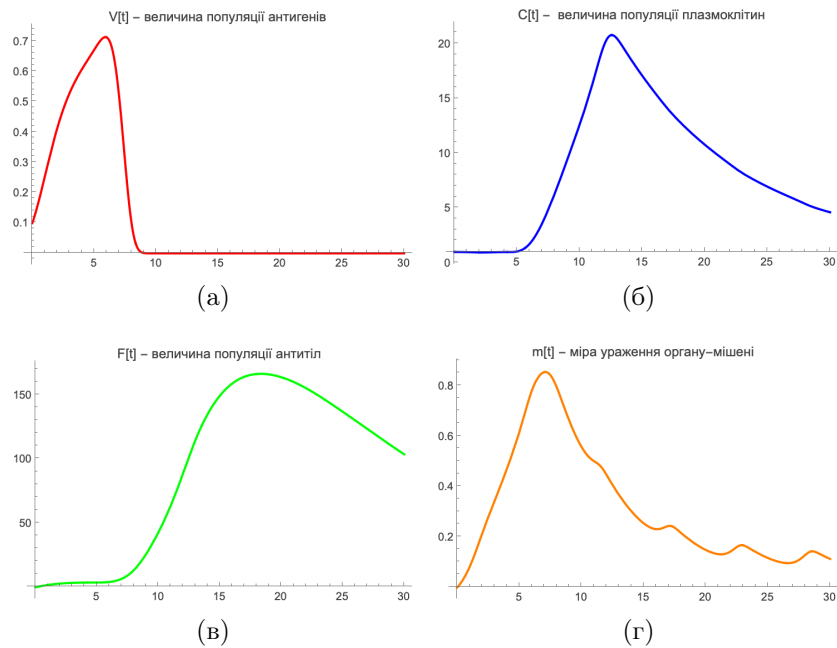 V[t] – величина популяції антигенів
0.7
0.6
0.5
0.4
0.3
0.2
0.1
5 10 15 20 25 30
(а)
C[t] – величина популяції плазмоклітин
20
15
10
5
0
0 5 10 15 20 25 30
(б)
F[t] – величина популяції антитіл
150
100
50
5 10 15 20 25 30
(в)
m[t] – міра ураження органу–мішені
0.8
0.6
0.4
0.2
5 10 15 20 25 30
(г)